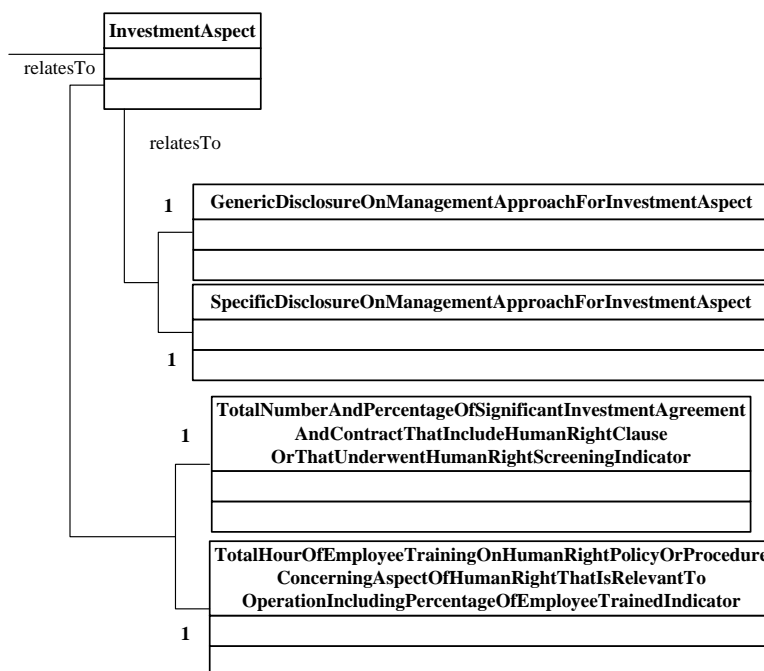 InvestmentAspect
relatesTo
relatesTo
1
GenericDisclosureOnManagementApproachForInvestmentAspect
SpecificDisclosureOnManagementApproachForInvestmentAspect
1
1
TotalNumberAndPercentageOfSignificantInvestmentAgreement
AndContractThatIncludeHumanRightClause
OrThatUnderwentHumanRightScreeningIndicator
TotalHourOfEmployeeTrainingOnHumanRightPolicyOrProcedure
ConcerningAspectOfHumanRightThatIsRelevantTo
OperationIncludingPercentageOfEmployeeTrainedIndicator
1